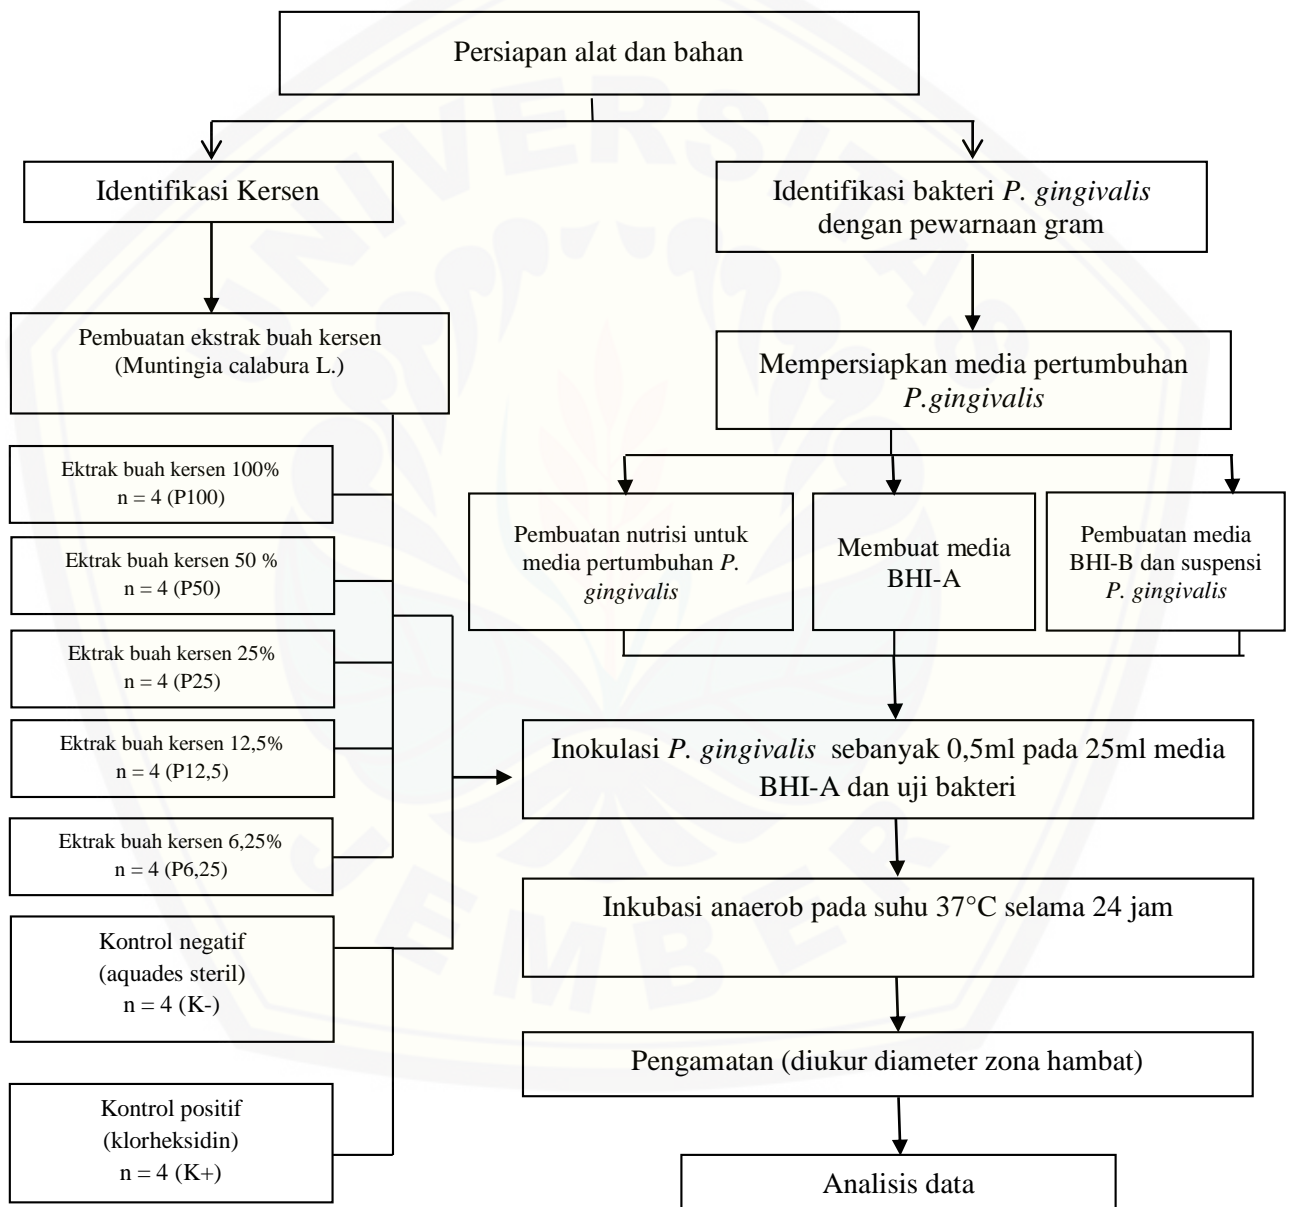 Persiapan alat dan bahan
Identifikasi Kersen
Identifikasi bakteri P. gingivalis
dengan pewarnaan gram
Pembuatan ekstrak buah kersen
(Muntingia calabura L.)
Mempersiapkan media pertumbuhan
P.gingivalis
Ektrak buah kersen 100%
n = 4 (P100)
Ektrak buah kersen 50 %
n = 4 (P50)
Ektrak buah kersen 25%
n = 4 (P25)
Ektrak buah kersen 12,5%
n = 4 (P12,5)
Ektrak buah kersen 6,25%
n = 4 (P6,25)
Kontrol negatif
(aquades steril)
n = 4 (K-)
Kontrol positif
(klorheksidin)
n = 4 (K+)
Pembuatan nutrisi untuk
media pertumbuhan P.
gingivalis
Membuat media
BHI-A
Pembuatan media
BHI-B dan suspensi
P. gingivalis
Inokulasi P. gingivalis sebanyak 0,5ml pada 25ml media
BHI-A dan uji bakteri
Inkubasi anaerob pada suhu 37°C selama 24 jam
Pengamatan (diukur diameter zona hambat)
Analisis data
UNIVERSITAS
JEMBER